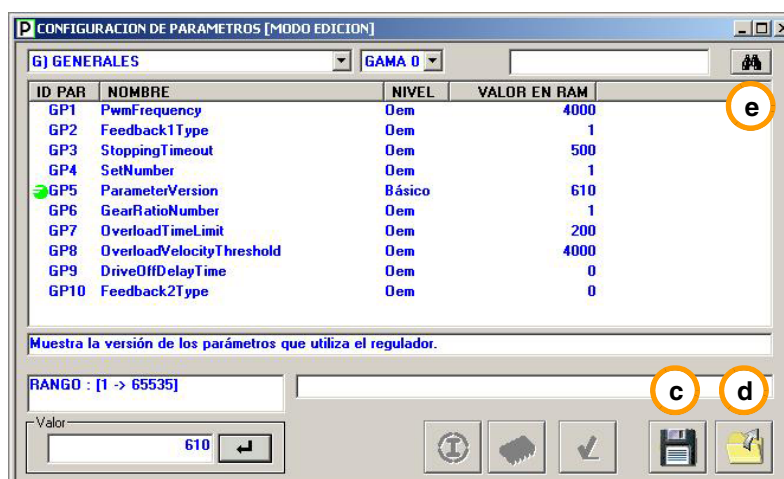 P CONFIGURACION DE PARAMETROS [MODO EDICION]
G) GENERALES GAMA 0
ID PAR NOMBRE NIVEL VALOR EN RAM
e
GP1 PwmFrequency Oem 4000
GP2 Feedback1Type Oem 1
GP3 StoppingTimeout Oem 500
GP4 SetNumber Oem 1
GP5 ParameterVersion Básico 610
GP6 GearRatioNumber Oem 1
GP7 OverloadTimeLimit Oem 200
GP8 OverloadVelocityThreshold Oem 4000
GP9 DriveOffDelayTime Oem 0
GP10 Feedback2Type Oem 0
Muestra la versión de los parámetros que utiliza el regulador.
RANGO : [1 -> 65535]
c d
Valor
610